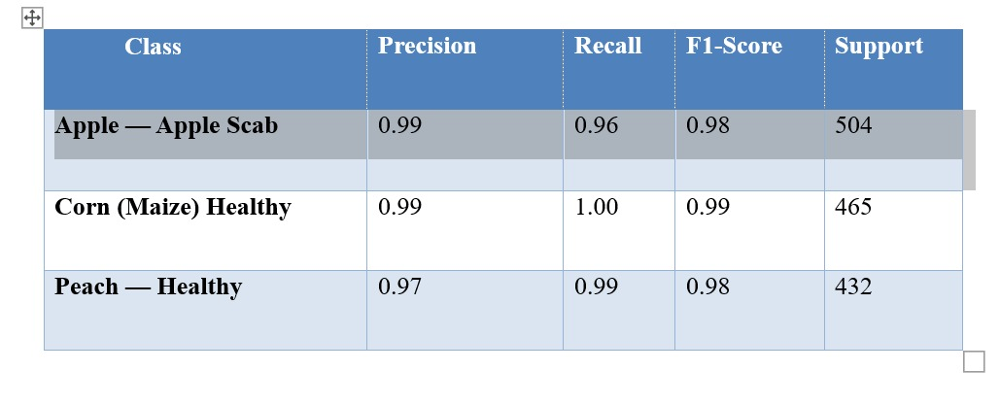 Class Precision Recall F1-Score Support
Apple — Apple Scab 0.99 0.96 0.98 504
Corn (Maize) Healthy 0.99 1.00 0.99 465
Peach — Healthy 0.97 0.99 0.98 432